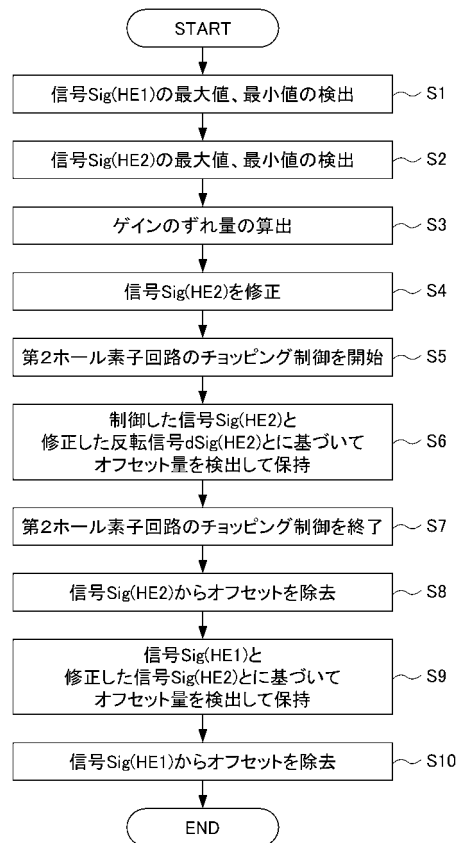 START
信号Sig(HE1)の最大値、最小値の検出
S1
信号Sig(HE2)の最大値、最小値の検出
S2
ゲインのずれ量の算出
S3
信号Sig(HE2)を修正
S4
第2ホール素子回路のチョッピング制御を開始
S5
制御した信号Sig(HE2)と
修正した反転信号dSig(HE2)とに基づいて
オフセット量を検出して保持
S6
第2ホール素子回路のチョッピング制御を終了
S7
信号Sig(HE2)からオフセットを除去
S8
信号Sig(HE1)と
修正した信号Sig(HE2)とに基づいて
オフセット量を検出して保持
S9
信号Sig(HE1)からオフセットを除去
S10
END